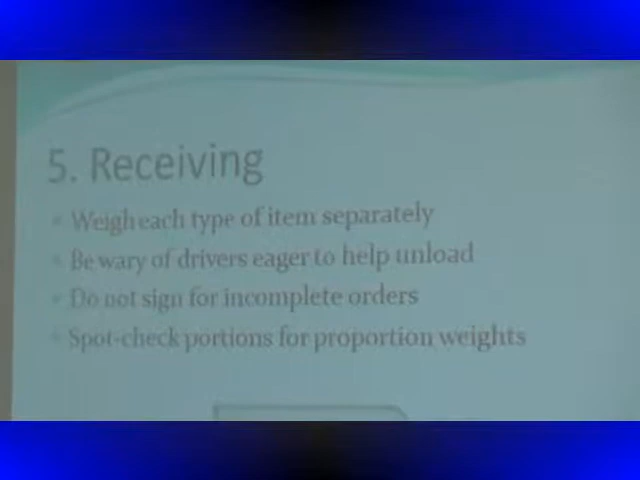 5. Receiving
Weigh each type of item separately
Be wary of drivers eager to help unload
Do not sign for incomplete orders
Spot-check portions for proportion weights